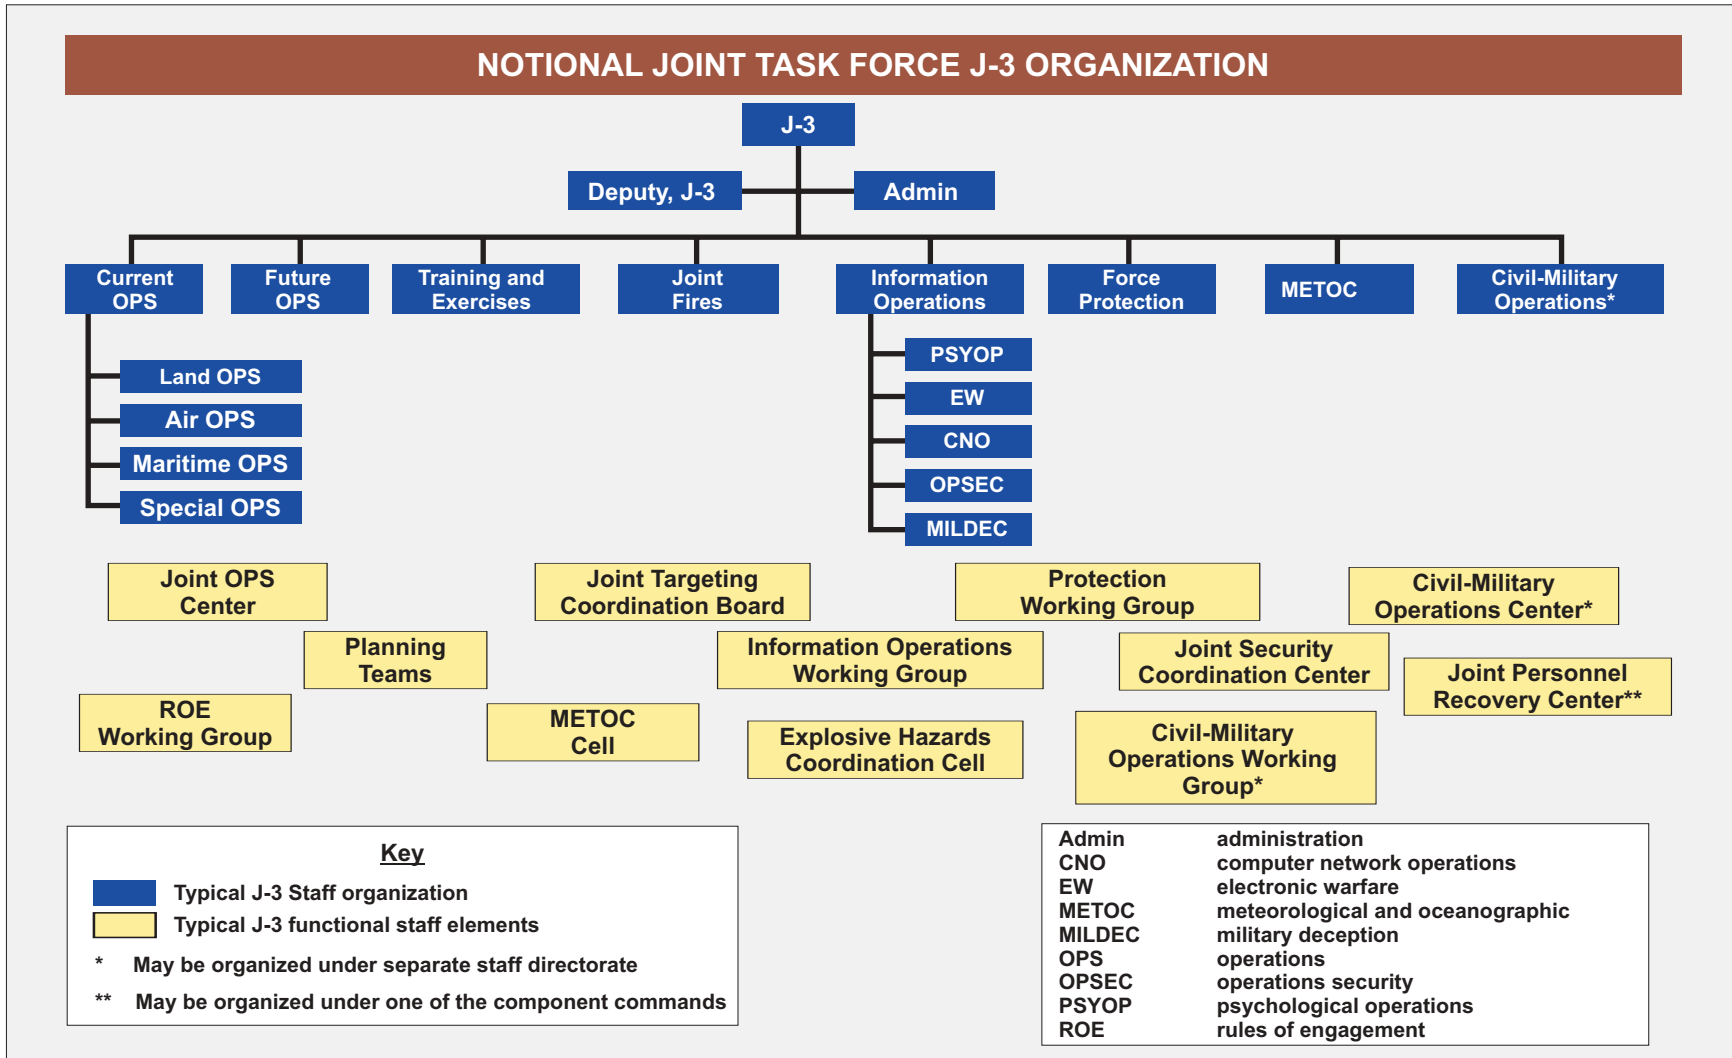 NOTIONAL JOINT TASK FORCE J-3 ORGANIZATION
J-3
Deputy, J-3
Admin
Current
OPS
Future
OPS
Training and
Exercises
Joint
Fires
Information
Operations
Force
Protection
METOC
Civil-Military
Operations*
Land OPS
Air OPS
Maritime OPS
Special OPS
PSYOP
EW
CNO
OPSEC
MILDEC
Joint OPS
Center
Joint Targeting
Coordination Board
Protection
Working Group
Civil-Military
Operations Center*
Planning
Teams
Information Operations
Working Group
Joint Security
Coordination Center
Joint Personnel
Recovery Center**
ROE
Working Group
METOC
Cell
Explosive Hazards
Coordination Cell
Civil-Military
Operations Working
Group*
Key
Typical J-3 Staff organization
Typical J-3 functional staff elements
* May be organized under separate staff directorate
** May be organized under one of the component commands
Admin administration
CNO computer network operations
EW electronic warfare
METOC meteorological and oceanographic
MILDEC military deception
OPS operations
OPSEC operations security
PSYOP psychological operations
ROE rules of engagement